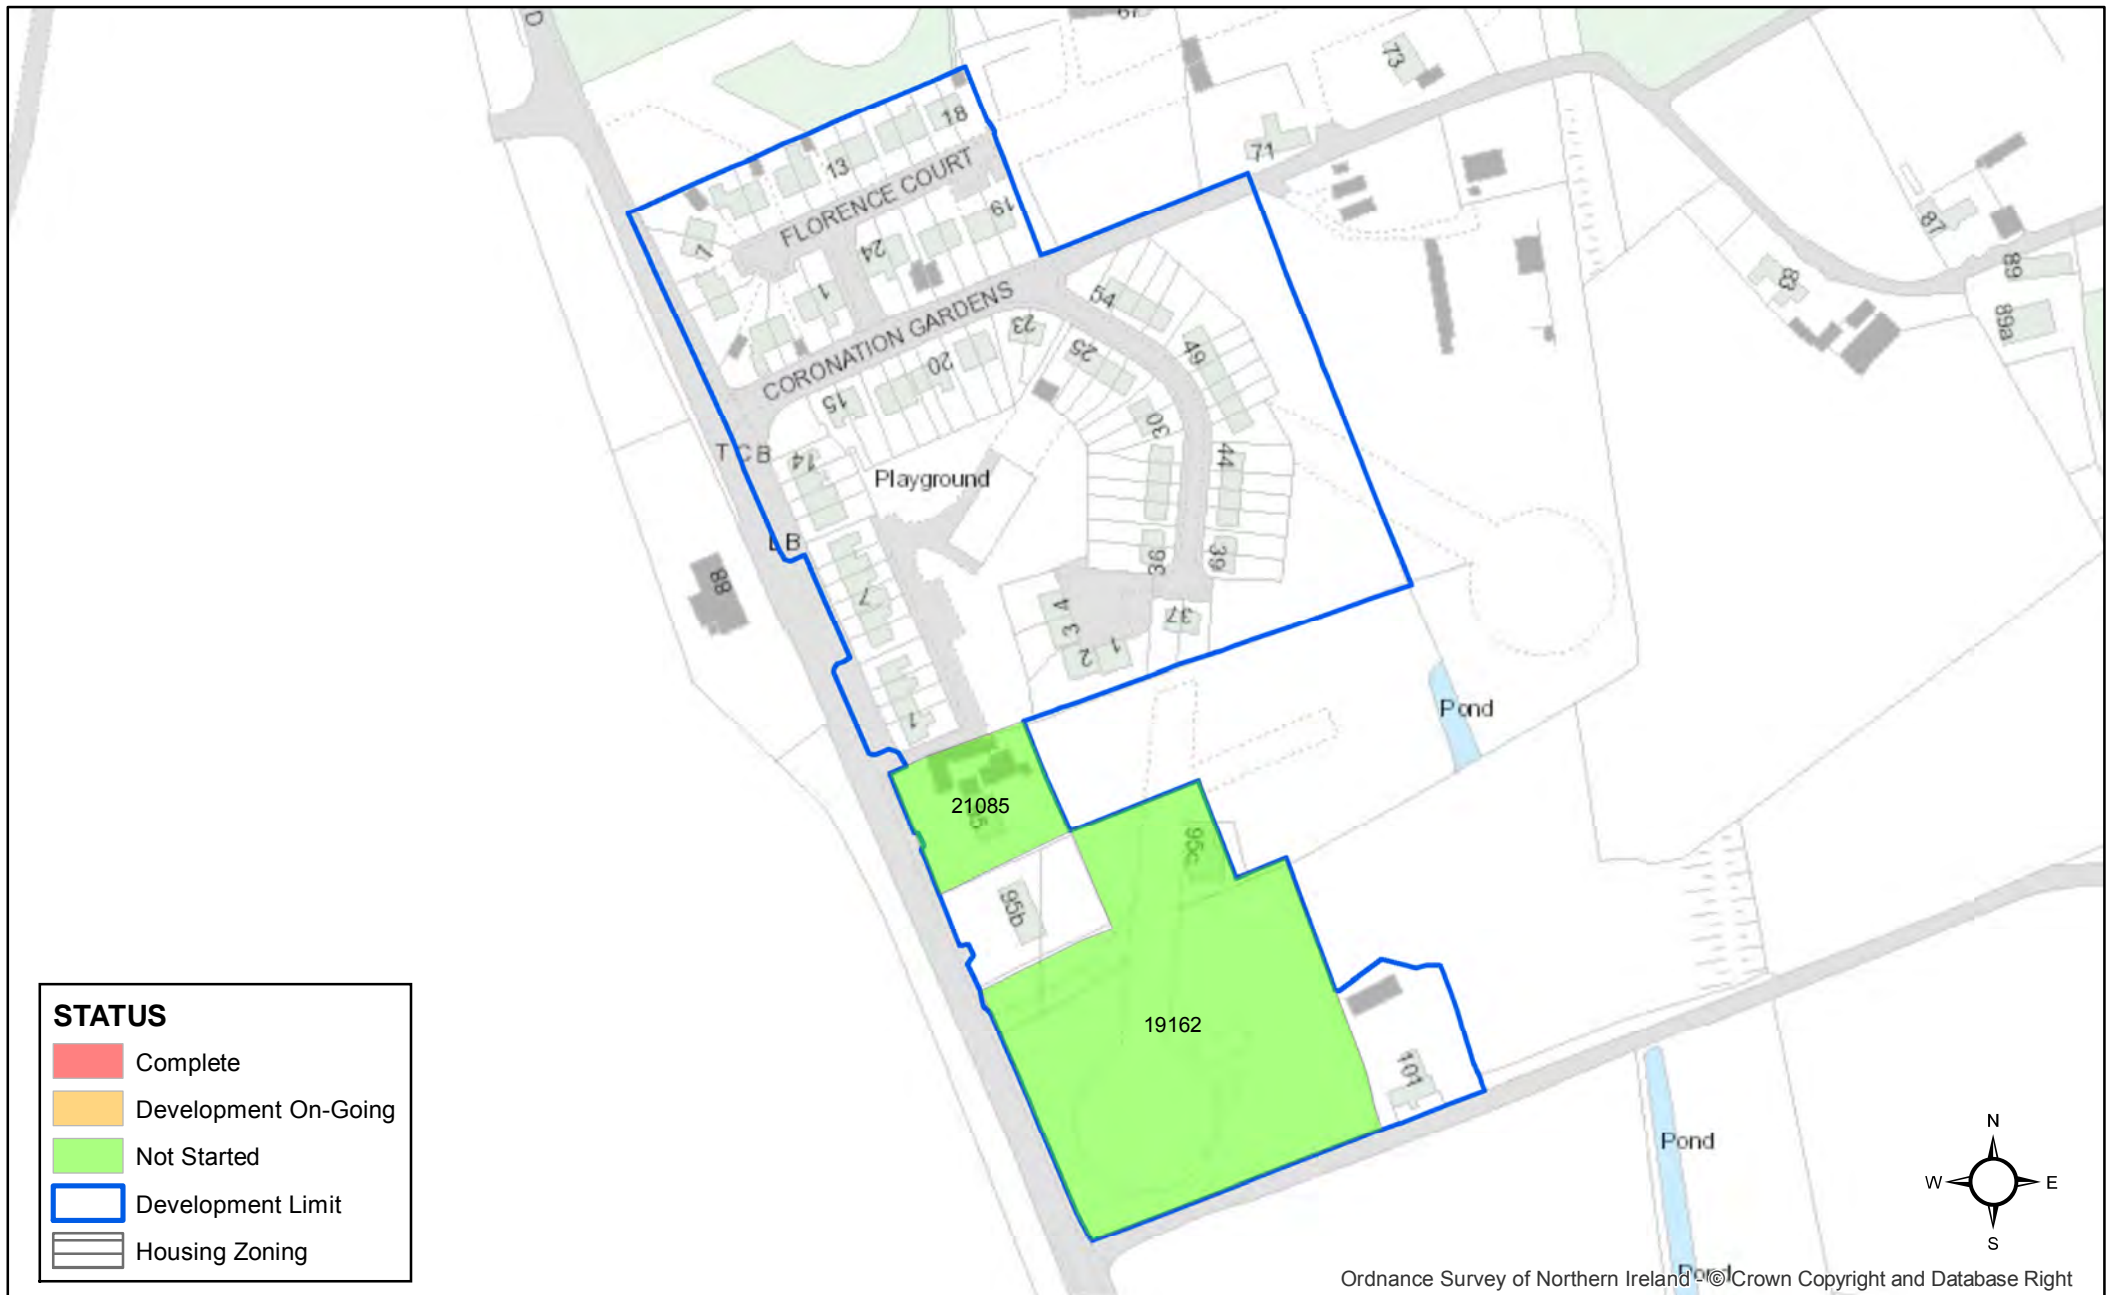 D
67
73
18
13
71
FLORENCE COURT
19
7
24
87
89
1
83
54
CORONATION GARDENS
23
89a
25
49
20
15
30
TCB
14
44
Playground
LB
36
39
88
7
4
3
37
1
2
Pond
1
21085
95
95c
95b
19162
101
Pond
Pond
STATUS
Complete
Development On-Going
Not Started
Development Limit
Housing Zoning
N
W E
S
Ordnance Survey of Northern Ireland - © Crown Copyright and Database Right